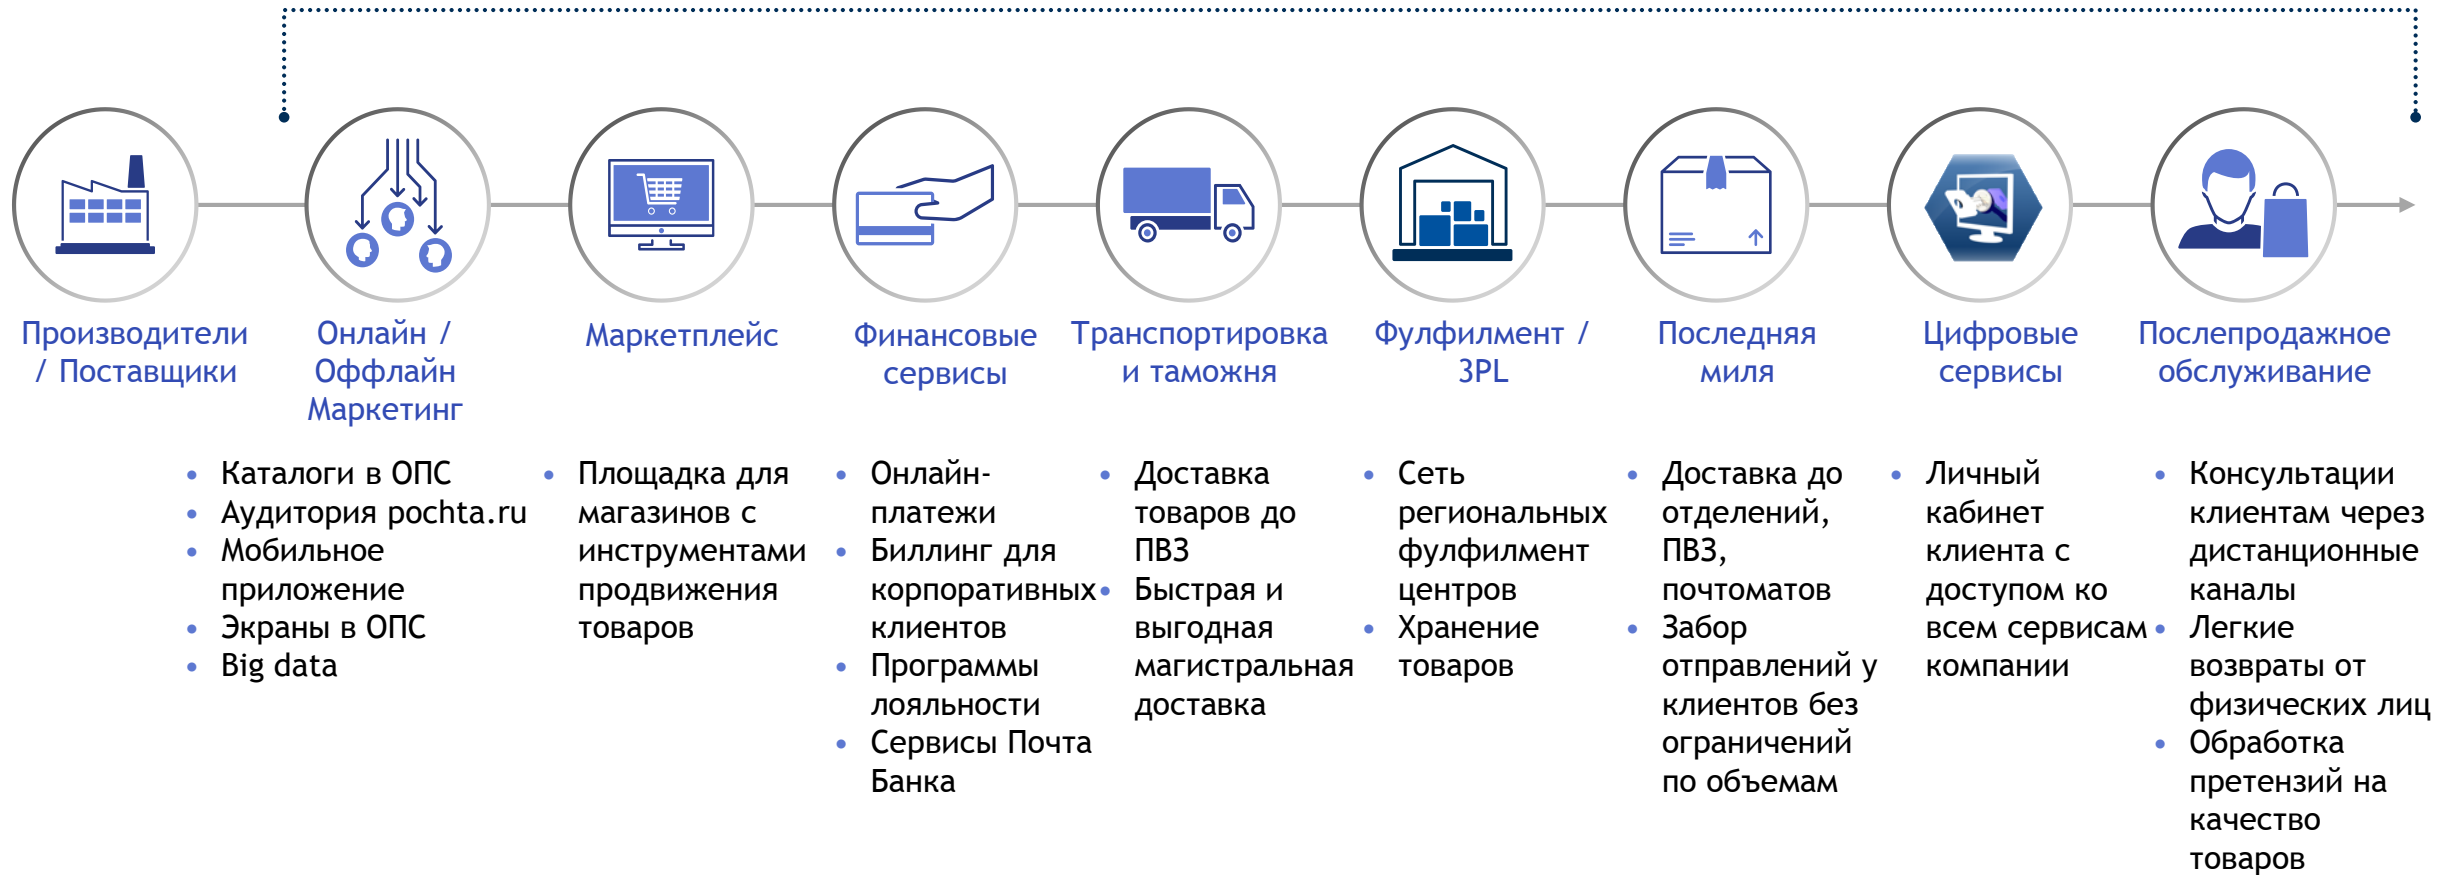 Производители
/ Поставщики
Онлайн /
Оффлайн
Маркетинг
Маркетплейс
Финансовые
сервисы
Транспортировка
и таможня
Фулфилмент /
3PL
Последняя
миля
Цифровые
сервисы
Послепродажное
обслуживание
• Каталоги в ОПС
• Аудитория pochta.ru
• Мобильное
приложение
• Экраны в ОПС
• Big data
• Площадка для
магазинов с
инструментами
продвижения
товаров
• Онлайн-
платежи
• Биллинг для
корпоративных
клиентов
• Программы
лояльности
• Сервисы Почта
Банка
• Доставка
товаров до
ПВЗ
• Быстрая и
выгодная
магистральная
доставка
• Сеть
региональных
фулфилмент
центров
• Хранение
товаров
• Доставка до
отделений,
ПВЗ,
почтоматов
• Забор
отправлений у
клиентов без
ограничений
по объемам
• Личный
кабинет
клиента с
доступом ко
всем сервисам
компании
• Консультации
клиентам через
дистанционные
каналы
• Легкие
возвраты от
физических лиц
• Обработка
претензий на
качество
товаров